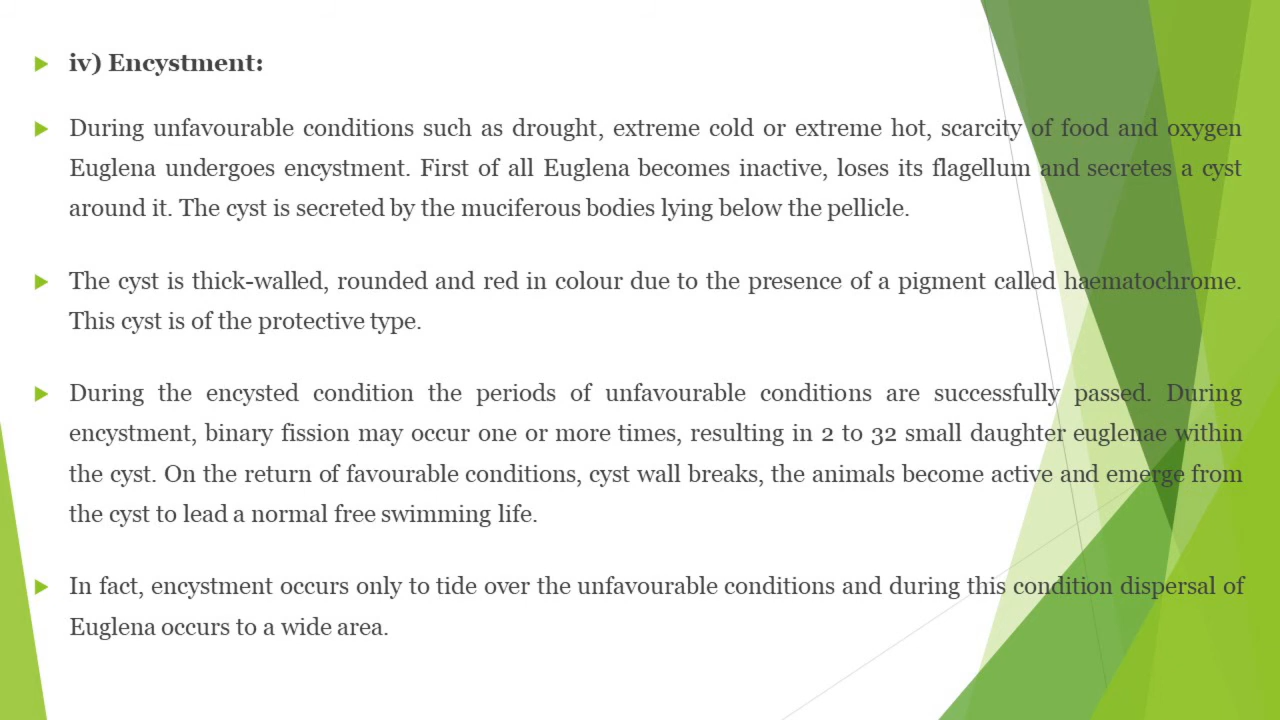 iv) Encystment:
During unfavourable conditions such as drought, extreme cold or extreme hot, scarcity of food and oxygen
Euglena undergoes encystment. First of all Euglena becomes inactive, loses its flagellum and secretes a cyst
around it. The cyst is secreted by the muciferous bodies lying below the pellicle.
The cyst is thick-walled, rounded and red in colour due to the presence of a pigment called haematochrome.
This cyst is of the protective type.
During the encysted condition the periods of unfavourable conditions are successfully passed. During
encystment, binary fission may occur one or more times, resulting in 2 to 32 small daughter euglenae within
the cyst. On the return of favourable conditions, cyst wall breaks, the animals become active and emerge from
the cyst to lead a normal free swimming life.
In fact, encystment occurs only to tide over the unfavourable conditions and during this condition dispersal of
Euglena occurs to a wide area.